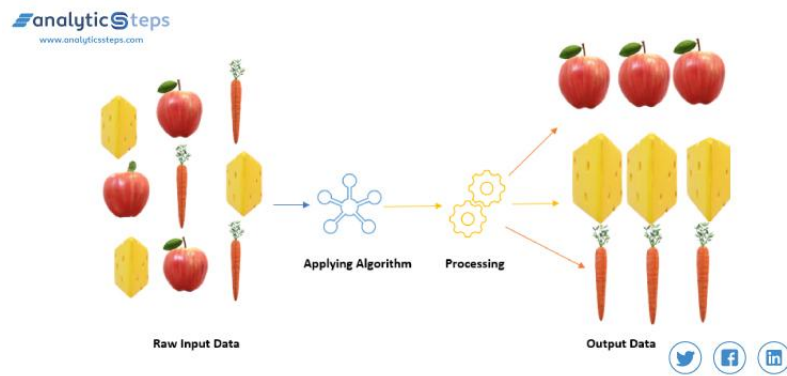 analyticSteps
www.analyticssteps.com
Applying Algorithm
Processing
Raw Input Data
Output Data